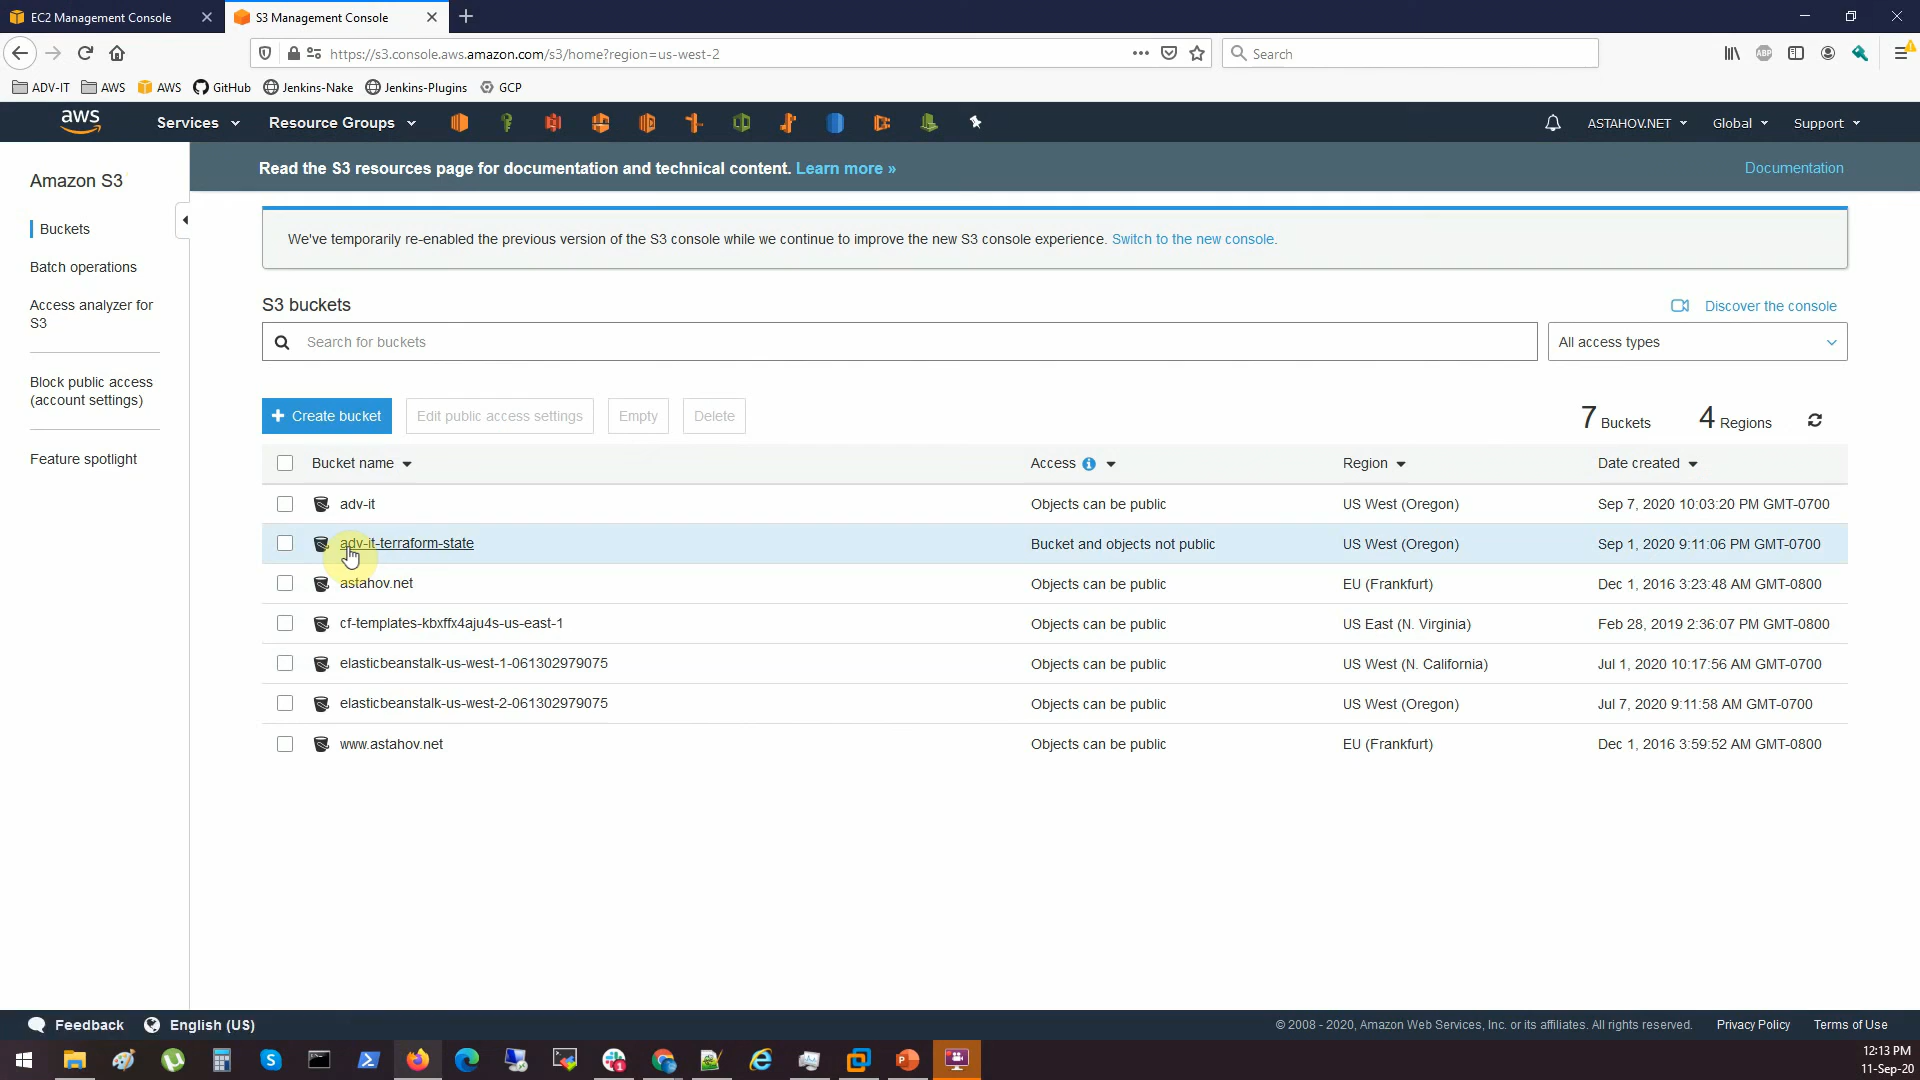 EC2 Management Console
S3 Management Console
https://s3.console.aws.amazon.com/s3/home?region=us-west-2
Search
ADV-IT
AWS
AWS
GitHub
Jenkins-Nake
Jenkins-Plugins
GCP
aws
Services
Resource Groups
ASTAHOV.NET
Global
Support
Amazon S3
Buckets
Batch operations
Access analyzer for
S3
Block public access
(account settings)
Feature spotlight
Read the S3 resources page for documentation and technical content. Learn more »
Documentation
We've temporarily re-enabled the previous version of the S3 console while we continue to improve the new S3 console experience. Switch to the new console.
S3 buckets
Discover the console
Search for buckets
All access types
+ Create bucket
Edit public access settings
Empty
Delete
7 Buckets
4 Regions
Bucket name Access Region Date created
adv-it Objects can be public US West (Oregon) Sep 7, 2020 10:03:20 PM GMT-0700
adv-it-terraform-state Bucket and objects not public US West (Oregon) Sep 1, 2020 9:11:06 PM GMT-0700
astahov.net Objects can be public EU (Frankfurt) Dec 1, 2016 3:23:48 AM GMT-0800
cf-templates-kbxffx4aju4s-us-east-1 Objects can be public US East (N. Virginia) Feb 28, 2019 2:36:07 PM GMT-0800
elasticbeanstalk-us-west-1-061302979075 Objects can be public US West (N. California) Jul 1, 2020 10:17:56 AM GMT-0700
elasticbeanstalk-us-west-2-061302979075 Objects can be public US West (Oregon) Jul 7, 2020 9:11:58 AM GMT-0700
www.astahov.net Objects can be public EU (Frankfurt) Dec 1, 2016 3:59:52 AM GMT-0800
Feedback
English (US)
© 2008 - 2020, Amazon Web Services, Inc. or its affiliates. All rights reserved.
Privacy Policy
Terms of Use
12:13 PM
11-Sep-20